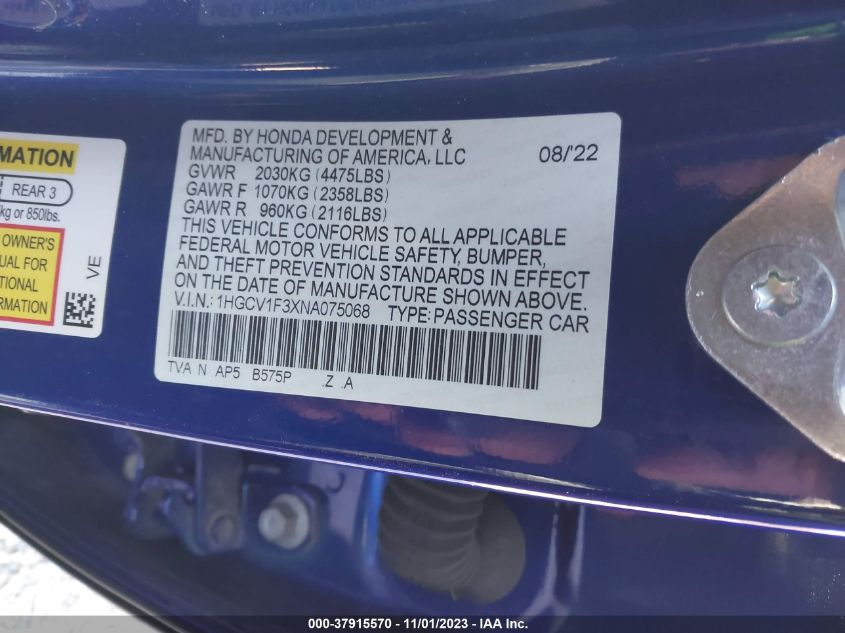 MATION
REAR 3
kg or 850lbs.
OWNER'S
UAL FOR
TIONAL
ORMATION
VE
MFD. BY HONDA DEVELOPMENT &
MANUFACTURING OF AMERICA, LLC 08/'22
GVWR 2030KG (4475LBS)
GAWR F 1070KG (2358LBS)
GAWR R 960KG (2116LBS)
THIS VEHICLE CONFORMS TO ALL APPLICABLE
FEDERAL MOTOR VEHICLE SAFETY, BUMPER,
AND THEFT PREVENTION STANDARDS IN EFFECT
ON THE DATE OF MANUFACTURE SHOWN ABOVE.
V.I.N.: 1HGCV1F3XNA075068 TYPE: PASSENGER CAR
TVA N AP5 B575P .Z .A
000-37915570 - 11/01/2023 - IAA Inc.